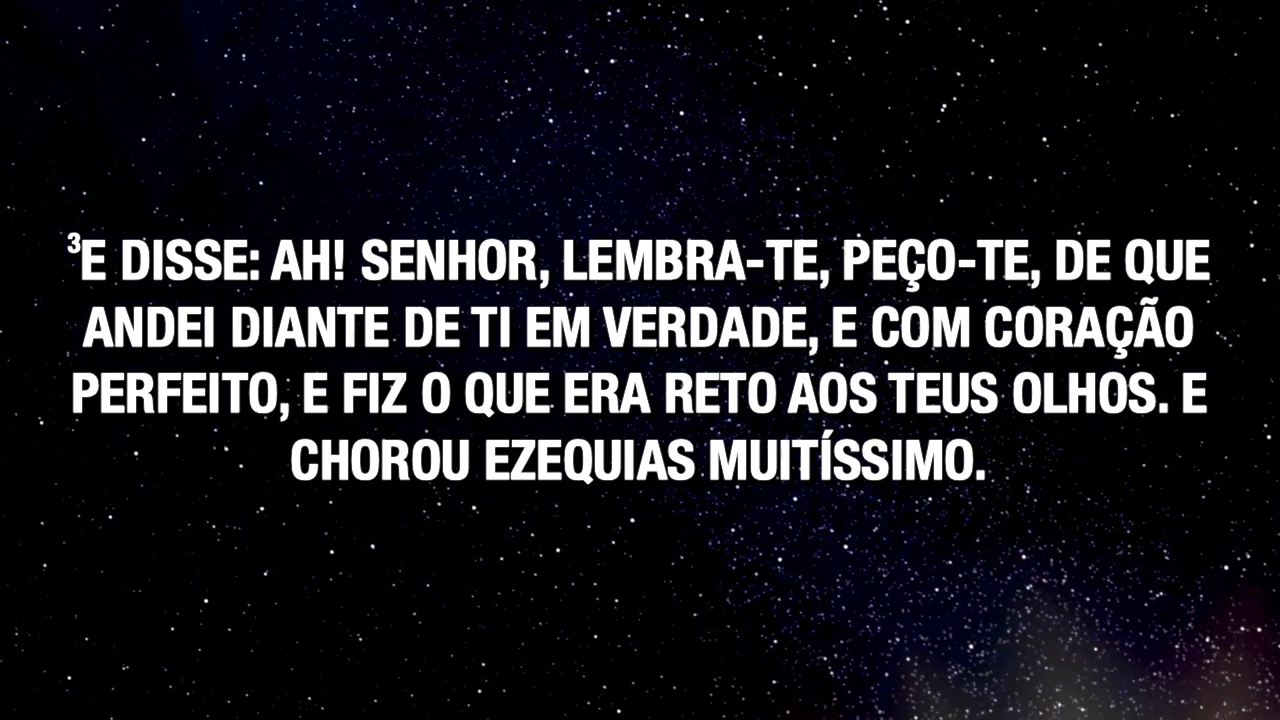 ³E DISSE: AH! SENHOR, LEMBRA-TE, PEÇO-TE, DE QUE
ANDEI DIANTE DE TI EM VERDADE, E COM CORAÇÃO
PERFEITO, E FIZ O QUE ERA RETO AOS TEUS OLHOS. E
CHOROU EZEQUIAS MUITÍSSIMO.